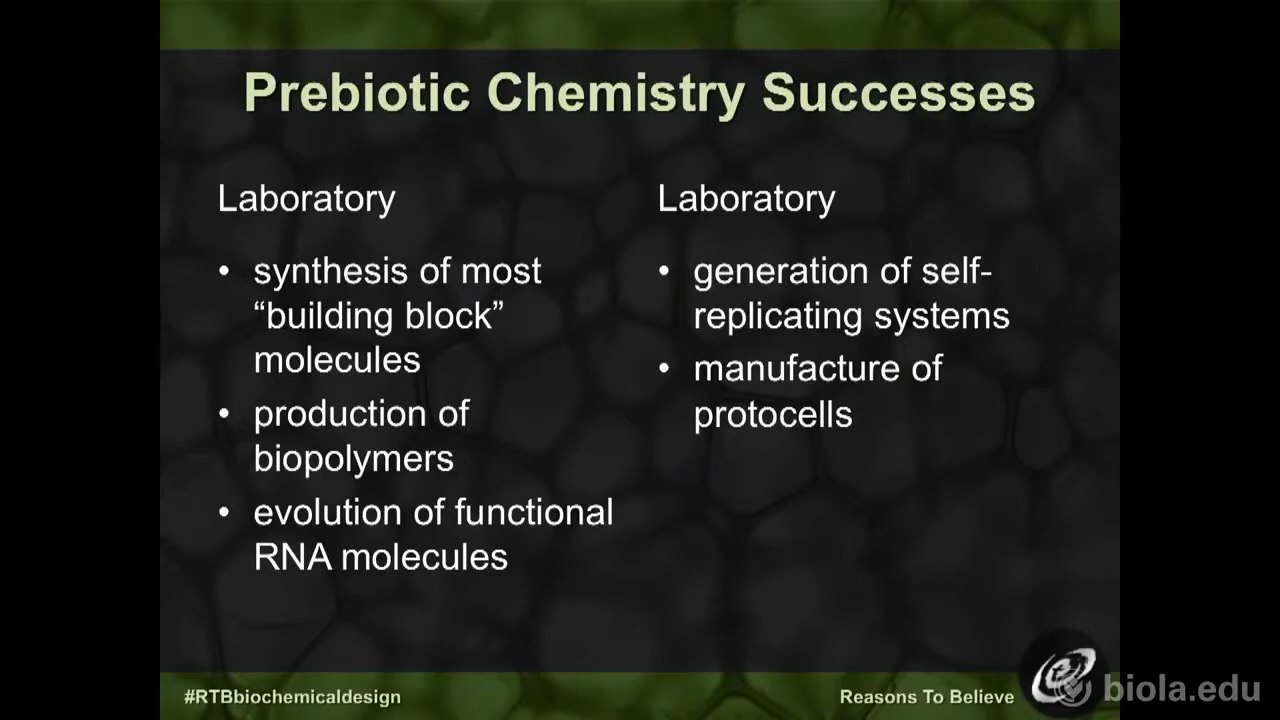 Prebiotic Chemistry Successes
Laboratory
• synthesis of most
“building block”
molecules
• production of
biopolymers
• evolution of functional
RNA molecules
Laboratory
• generation of self-
replicating systems
• manufacture of
protocells
#RTBbiochemicaldesign
Reasons To Believe
biola.edu